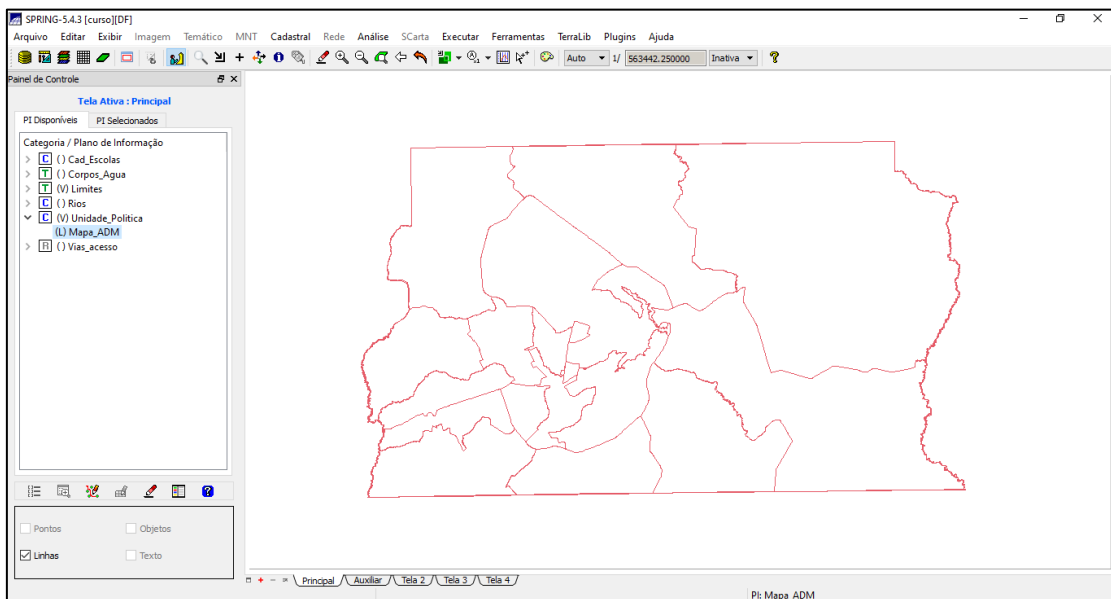 SPRING-5.4.3 [curso][DF]
Arquivo Editar Exibir Imagem Temático MNT Cadastral Rede Análise SCarta Executar Ferramentas TerraLib Plugins Ajuda
Auto 1/ 563442.250000 Inativa
Painel de Controle
Tela Ativa : Principal
PI Disponíveis PI Selecionados
Categoria / Plano de Informação
C ( ) Cad_Escolas
T ( ) Corpos_Agua
T (V) Limites
C ( ) Rios
C (V) Unidade_Politica
(L) Mapa_ADM
R ( ) Vias_acesso
Pontos Objetos
Linhas Texto
Principal Auxiliar Tela 2 Tela 3 Tela 4
PI: Mapa_ADM